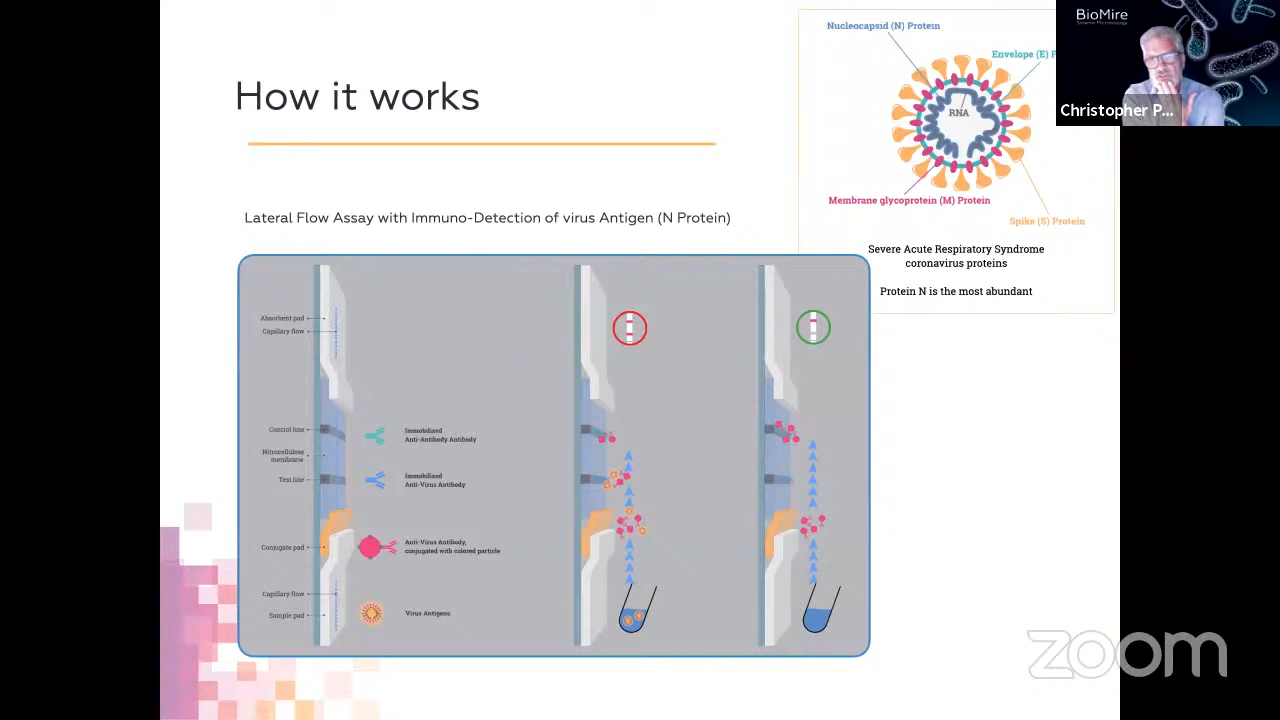 How it works
Lateral Flow Assay with Immuno-Detection of virus Antigen (N Protein)
Nucleocapsid (N) Protein
Envelope (E) P
RNA
Membrane glycoprotein (M) Protein
Spike (S) Protein
Severe Acute Respiratory Syndrome
coronavirus proteins
Protein N is the most abundant
BioMire
Smarter Microbiology
Christopher P...
Absorbent pad
Capillary flow
Control line
Nitrocellulose
membrane
Test line
Conjugate pad
Capillary flow
Sample pad
Immobilized
Anti-Antibody Antibody
Immobilized
Anti-Virus Antibody
Anti-Virus Antibody,
conjugated with colored particle
Virus Antigens
zoom